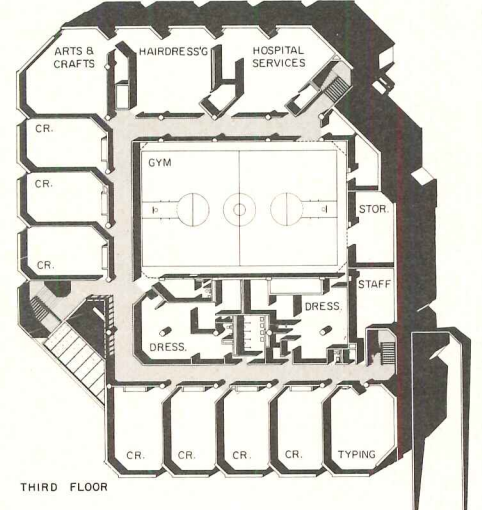 ARTS &
CRAFTS
HAIRDRESS'G
HOSPITAL
SERVICES
CR.
GYM
CR.
STOR.
CR.
STAFF
DRESS.
DRESS.
CR.
CR.
CR.
CR.
TYPING
THIRD FLOOR